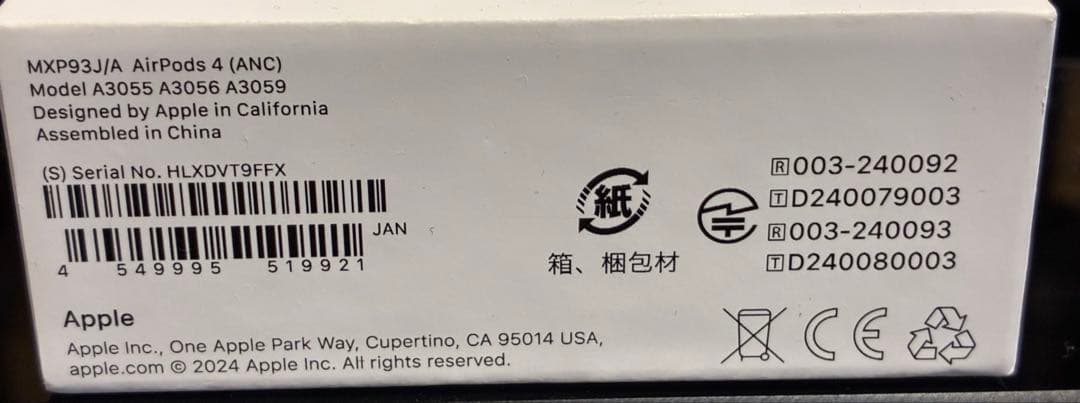 MXP93J/A AirPods 4 (ANC)
Model A3055 A3056 A3059
Designed by Apple in California
Assembled in China
(S) Serial No. HLXDVT9FFX
JAN
4 549995 519921
紙
箱、梱包材
R003-240092
TD240079003
R003-240093
TD240080003
Apple
Apple Inc., One Apple Park Way, Cupertino, CA 95014 USA,
apple.com © 2024 Apple Inc. All rights reserved.
CE